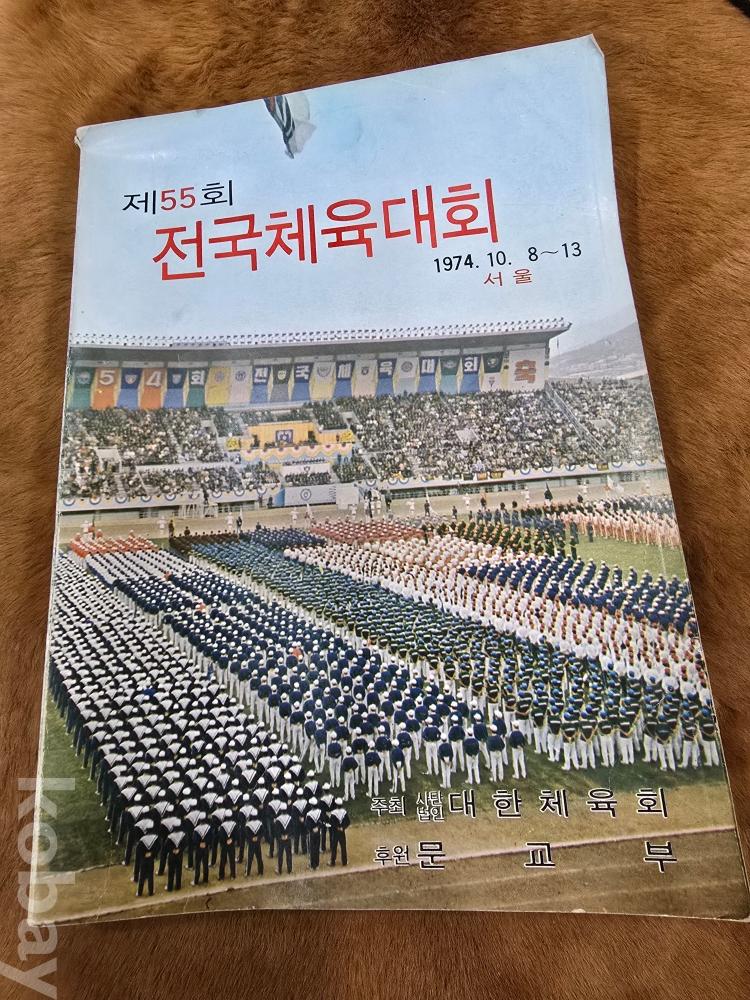 제55회
전국체육대회
1974. 10. 8~13
서울
54회 전국체육대회 축
주최 사단법인 대한체육회
후원 문교부
kobay